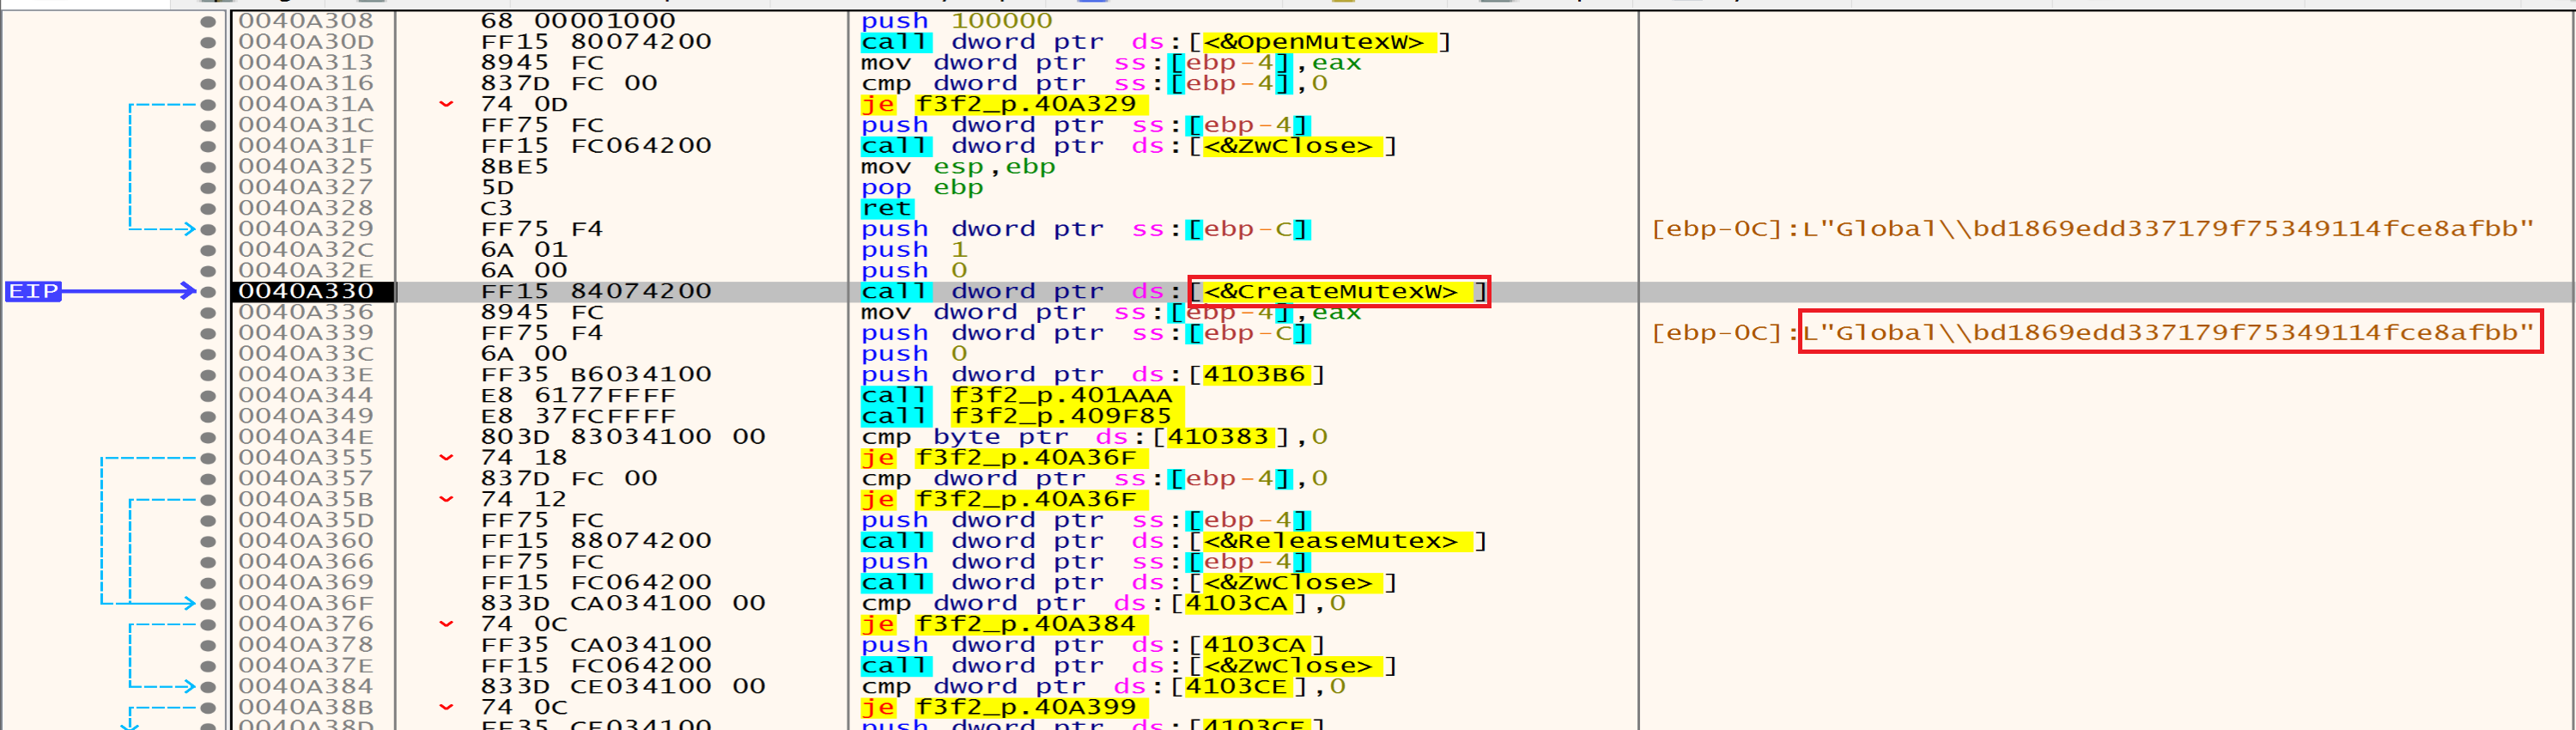 0040A308 68 00001000 push 100000
0040A30D FF15 80074200 call dword ptr ds:[<&OpenMutexW>]
0040A313 8945 FC mov dword ptr ss:[ebp-4],eax
0040A316 837D FC 00 cmp dword ptr ss:[ebp-4],0
0040A31A 74 0D je f3f2_p.40A329
0040A31C FF75 FC push dword ptr ss:[ebp-4]
0040A31F FF15 FC064200 call dword ptr ds:[<&ZwClose>]
0040A325 8BE5 mov esp,ebp
0040A327 5D pop ebp
0040A328 C3 ret
0040A329 FF75 F4 push dword ptr ss:[ebp-C] [ebp-0C]:L"Global\\bd1869edd337179f75349114fce8afbb"
0040A32C 6A 01 push 1
0040A32E 6A 00 push 0
EIP 0040A330 FF15 84074200 call dword ptr ds:[<&CreateMutexW>]
0040A336 8945 FC mov dword ptr ss:[ebp-4],eax
0040A339 FF75 F4 push dword ptr ss:[ebp-C] [ebp-0C]:L"Global\\bd1869edd337179f75349114fce8afbb"
0040A33C 6A 00 push 0
0040A33E FF35 B6034100 push dword ptr ds:[4103B6]
0040A344 E8 6177FFFF call f3f2_p.401AAA
0040A349 E8 37FCFFFF call f3f2_p.409F85
0040A34E 803D 83034100 00 cmp byte ptr ds:[410383],0
0040A355 74 18 je f3f2_p.40A36F
0040A357 837D FC 00 cmp dword ptr ss:[ebp-4],0
0040A35B 74 12 je f3f2_p.40A36F
0040A35D FF75 FC push dword ptr ss:[ebp-4]
0040A360 FF15 88074200 call dword ptr ds:[<&ReleaseMutex>]
0040A366 FF75 FC push dword ptr ss:[ebp-4]
0040A369 FF15 FC064200 call dword ptr ds:[<&ZwClose>]
0040A36F 833D CA034100 00 cmp dword ptr ds:[4103CA],0
0040A376 74 0C je f3f2_p.40A384
0040A378 FF35 CA034100 push dword ptr ds:[4103CA]
0040A37E FF15 FC064200 call dword ptr ds:[<&ZwClose>]
0040A384 833D CE034100 00 cmp dword ptr ds:[4103CE],0
0040A38B 74 0C je f3f2_p.40A399
0040A38D FF35 CE034100 push dword ptr ds:[4103CE]